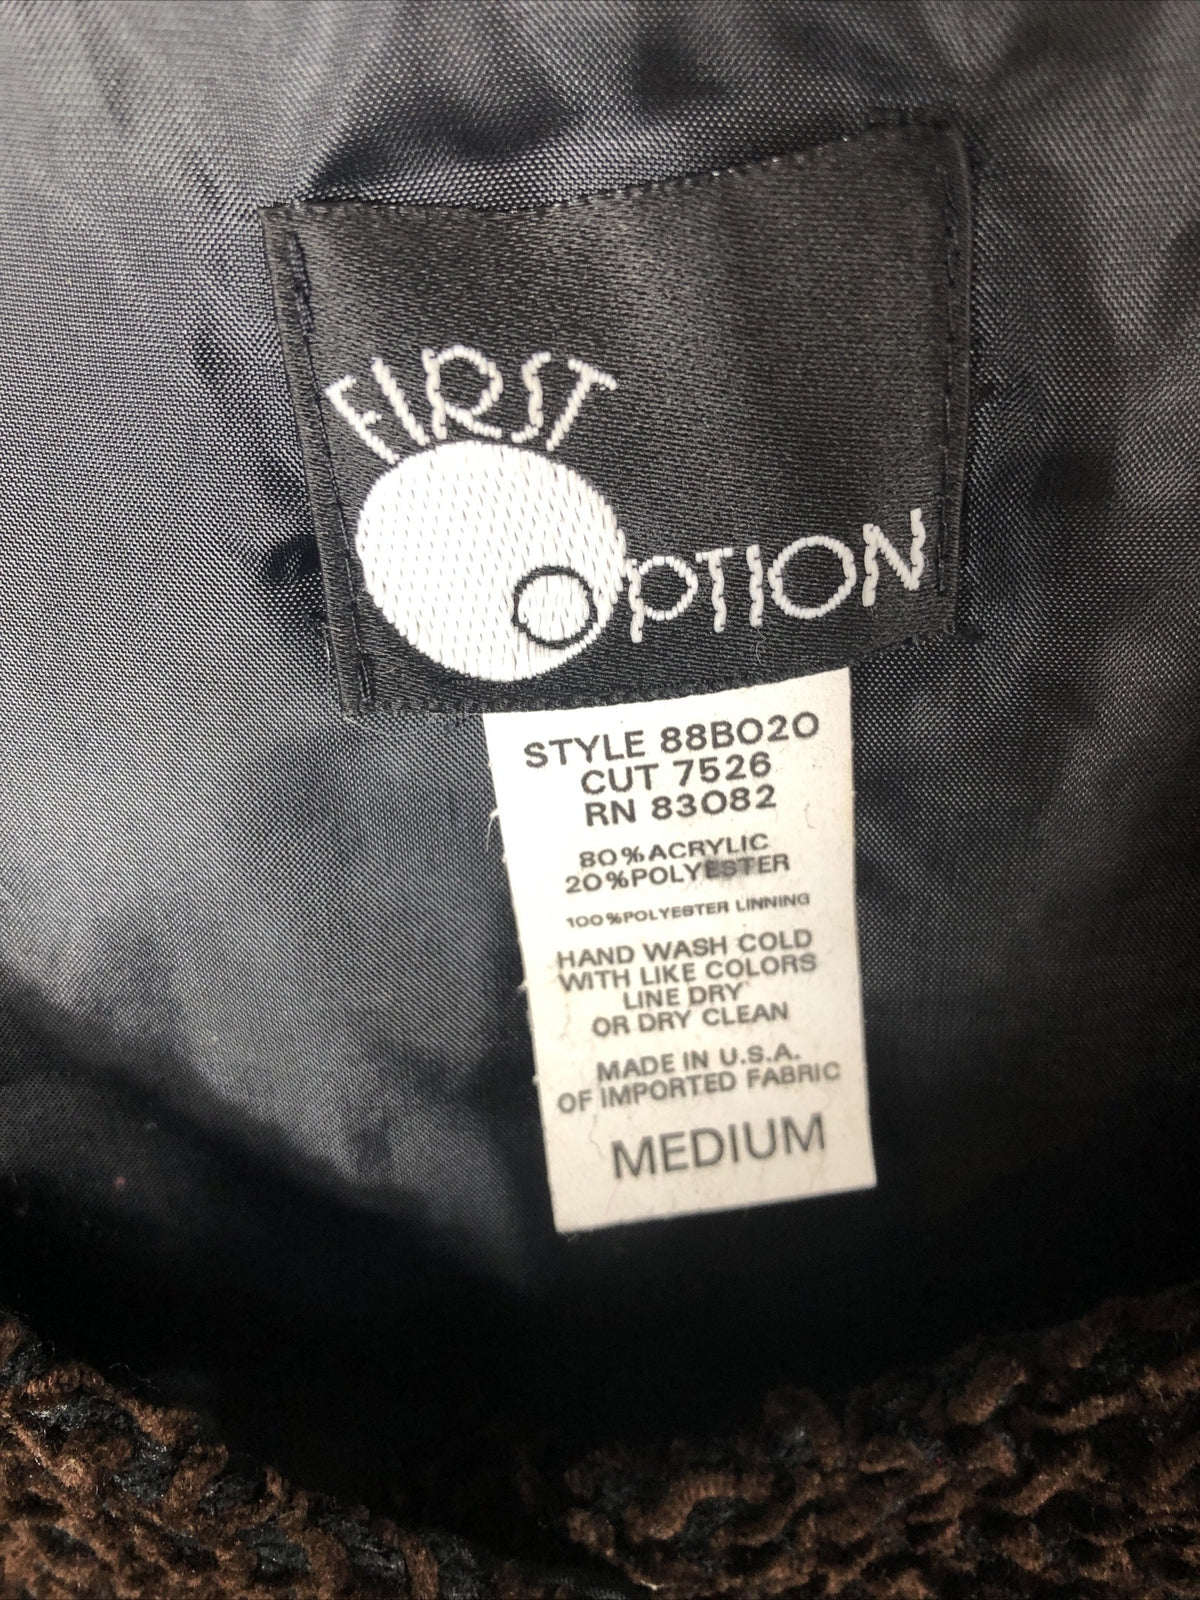 FIRST
OPTION
STYLE 88B020
CUT 7526
RN 83082
80%ACRYLIC
20%POLYESTER
100%POLYESTER LINNING
HAND WASH COLD
WITH LIKE COLORS
LINE DRY
OR DRY CLEAN
MADE IN U.S.A.
OF IMPORTED FABRIC
MEDIUM